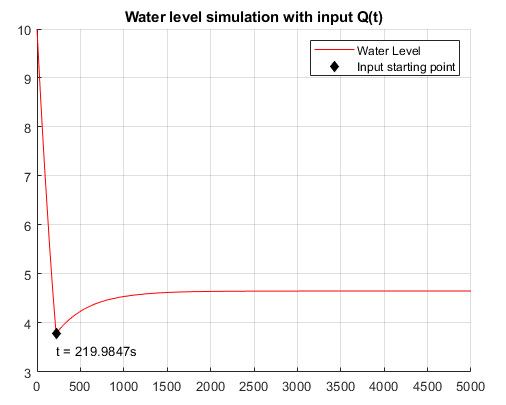 Water level simulation with input Q(t)
10
Water Level
Input starting point
9
8
7
6
5
4
t = 219.9847s
3
0 500 1000 1500 2000 2500 3000 3500 4000 4500 5000